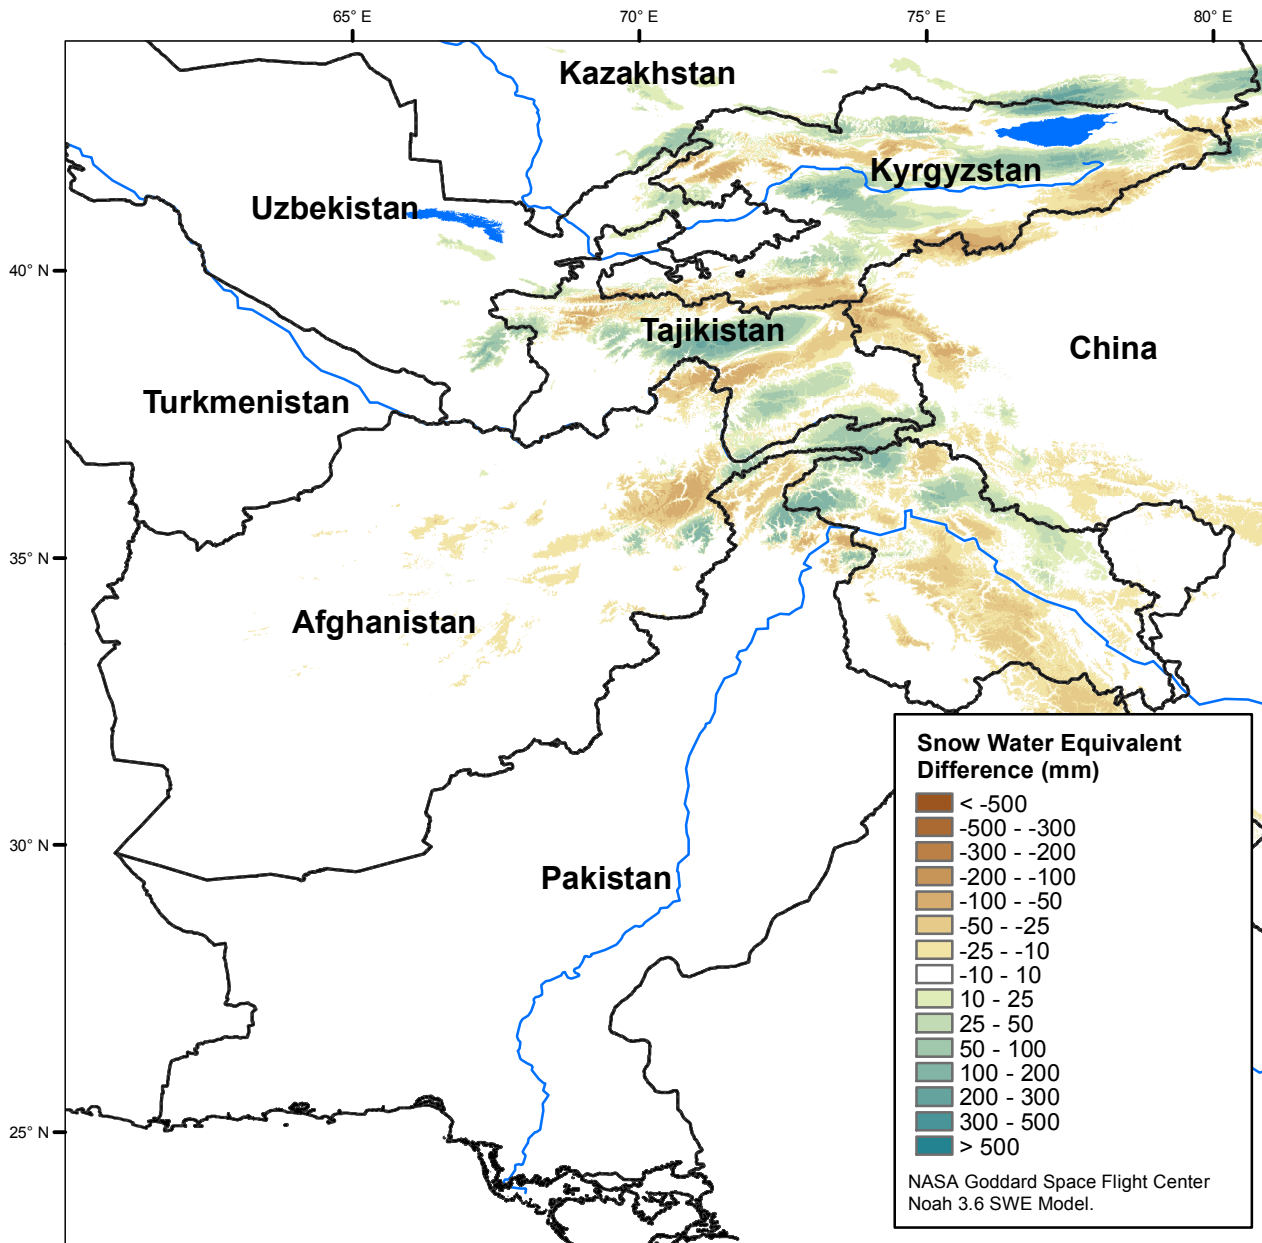 65° E
70° E
75° E
80° E
Kazakhstan
Kyrgyzstan
Uzbekistan
40° N
Tajikistan
China
Turkmenistan
35° N
Afghanistan
Snow Water Equivalent
Difference (mm)
< -500
-500 - -300
-300 - -200
-200 - -100
-100 - -50
-50 - -25
-25 - -10
-10 - 10
10 - 25
25 - 50
50 - 100
100 - 200
200 - 300
300 - 500
> 500
30° N
Pakistan
25° N
NASA Goddard Space Flight Center
Noah 3.6 SWE Model.